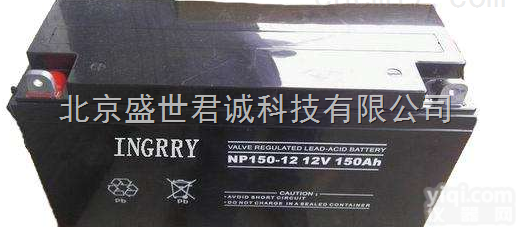 北京盛世君诚科技有限公司
INGRRY
VALVE REGULATED LEAD-ACID BATTERY
NP150-12 12V 150Ah
Pb
Pb
CAUTION :
● AVOID SHORT CIRCUIT
● DO NOT CHARGE IN A SEALED CONTAINER
yiqi.com